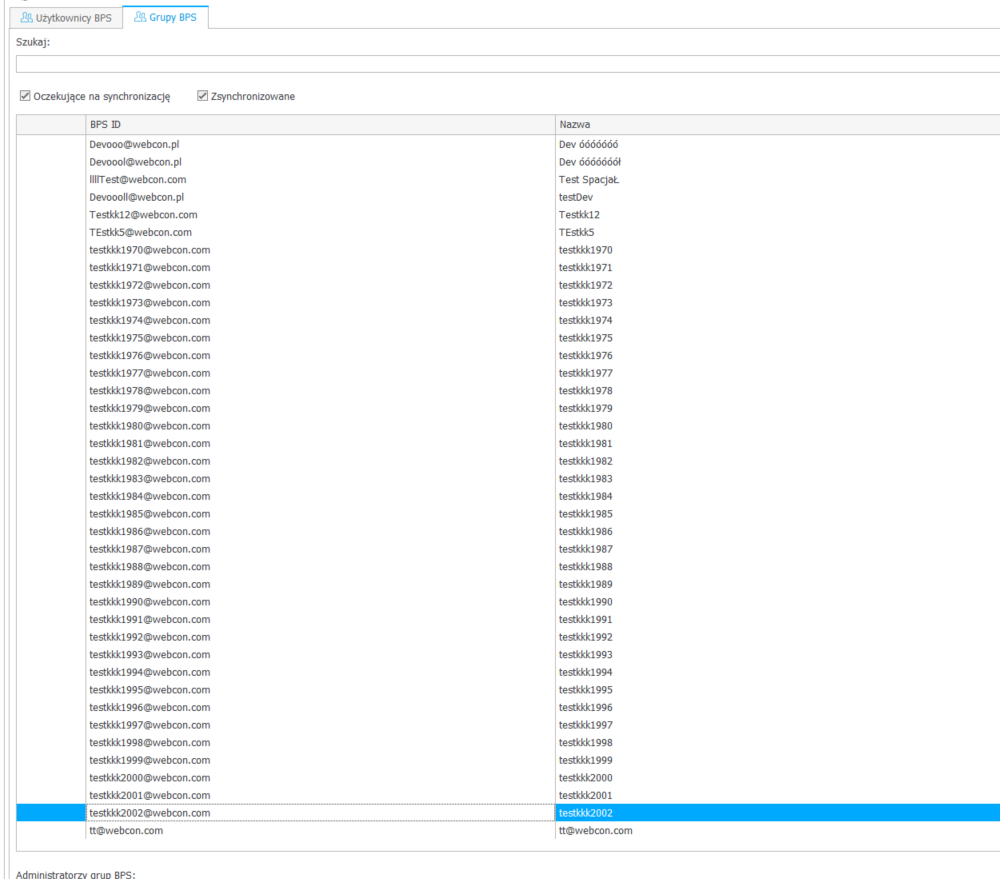 Użytkownicy BPS Grupy BPS
Szukaj:
Oczekujące na synchronizację Zsynchronizowane
BPS ID Nazwa
Devooo@webcon.pl Dev óóóóóóó
Devoool@webcon.pl Dev óóóóóóół
llllTest@webcon.com Test SpacjaŁ
Devoooll@webcon.pl testDev
Testkk12@webcon.com Testkk12
TEstkk5@webcon.com TEstkk5
testkkk1970@webcon.com testkkk1970
testkkk1971@webcon.com testkkk1971
testkkk1972@webcon.com testkkk1972
testkkk1973@webcon.com testkkk1973
testkkk1974@webcon.com testkkk1974
testkkk1975@webcon.com testkkk1975
testkkk1976@webcon.com testkkk1976
testkkk1977@webcon.com testkkk1977
testkkk1978@webcon.com testkkk1978
testkkk1979@webcon.com testkkk1979
testkkk1980@webcon.com testkkk1980
testkkk1981@webcon.com testkkk1981
testkkk1982@webcon.com testkkk1982
testkkk1983@webcon.com testkkk1983
testkkk1984@webcon.com testkkk1984
testkkk1985@webcon.com testkkk1985
testkkk1986@webcon.com testkkk1986
testkkk1987@webcon.com testkkk1987
testkkk1988@webcon.com testkkk1988
testkkk1989@webcon.com testkkk1989
testkkk1990@webcon.com testkkk1990
testkkk1991@webcon.com testkkk1991
testkkk1992@webcon.com testkkk1992
testkkk1993@webcon.com testkkk1993
testkkk1994@webcon.com testkkk1994
testkkk1995@webcon.com testkkk1995
testkkk1996@webcon.com testkkk1996
testkkk1997@webcon.com testkkk1997
testkkk1998@webcon.com testkkk1998
testkkk1999@webcon.com testkkk1999
testkkk2000@webcon.com testkkk2000
testkkk2001@webcon.com testkkk2001
testkkk2002@webcon.com testkkk2002
tt@webcon.com tt@webcon.com
Administratorzy grup BPS: